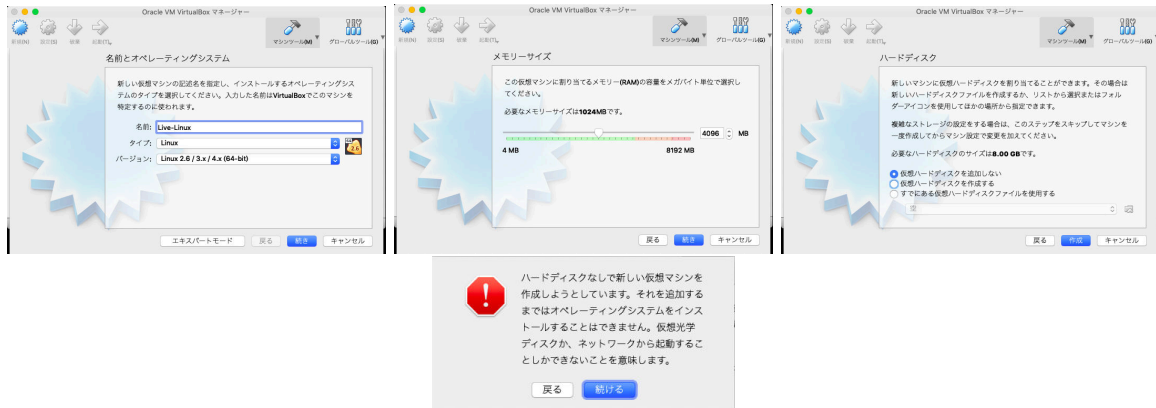 Oracle VM VirtualBox マネージャー
新規(N) 設定(S) 破棄 起動(T)
マシンツール(M) グローバルツール(G)
名前とオペレーティングシステム
新しい仮想マシンの記述名を指定し、インストールするオペレーティングシス
テムのタイプを選択してください。入力した名前はVirtualBoxでこのマシンを
特定するのに使われます。
名前: Live-Linux
タイプ: Linux
2.6
バージョン: Linux 2.6 / 3.x / 4.x (64-bit)
エキスパートモード 戻る 続き キャンセル
Oracle VM VirtualBox マネージャー
新規(N) 設定(S) 破棄 起動(T)
マシンツール(M) グローバルツール(G)
メモリーサイズ
この仮想マシンに割り当てるメモリー(RAM)の容量をメガバイト単位で選択し
てください。
必要なメモリーサイズは1024MBです。
4096 MB
4 MB 8192 MB
戻る 続き キャンセル
Oracle VM VirtualBox マネージャー
新規(N) 設定(S) 破棄 起動(T)
マシンツール(M) グローバルツール(G)
ハードディスク
新しいマシンに仮想ハードディスクを割り当てることができます。その場合は
新しいハードディスクファイルを作成するか、リストから選択またはフォル
ダーアイコンを使用してほかの場所から指定できます。
複雑なストレージの設定をする場合は、このステップをスキップしてマシンを
一度作成してからマシン設定で変更を加えてください。
必要なハードディスクのサイズは8.00 GBです。
仮想ハードディスクを追加しない
仮想ハードディスクを作成する
すでにある仮想ハードディスクファイルを使用する
空
戻る 作成 キャンセル
ハードディスクなしで新しい仮想マシンを
作成しようとしています。それを追加する
まではオペレーティングシステムをインス
トールすることはできません。仮想光学
ディスクか、ネットワークから起動するこ
としかできないことを意味します。
戻る 続ける